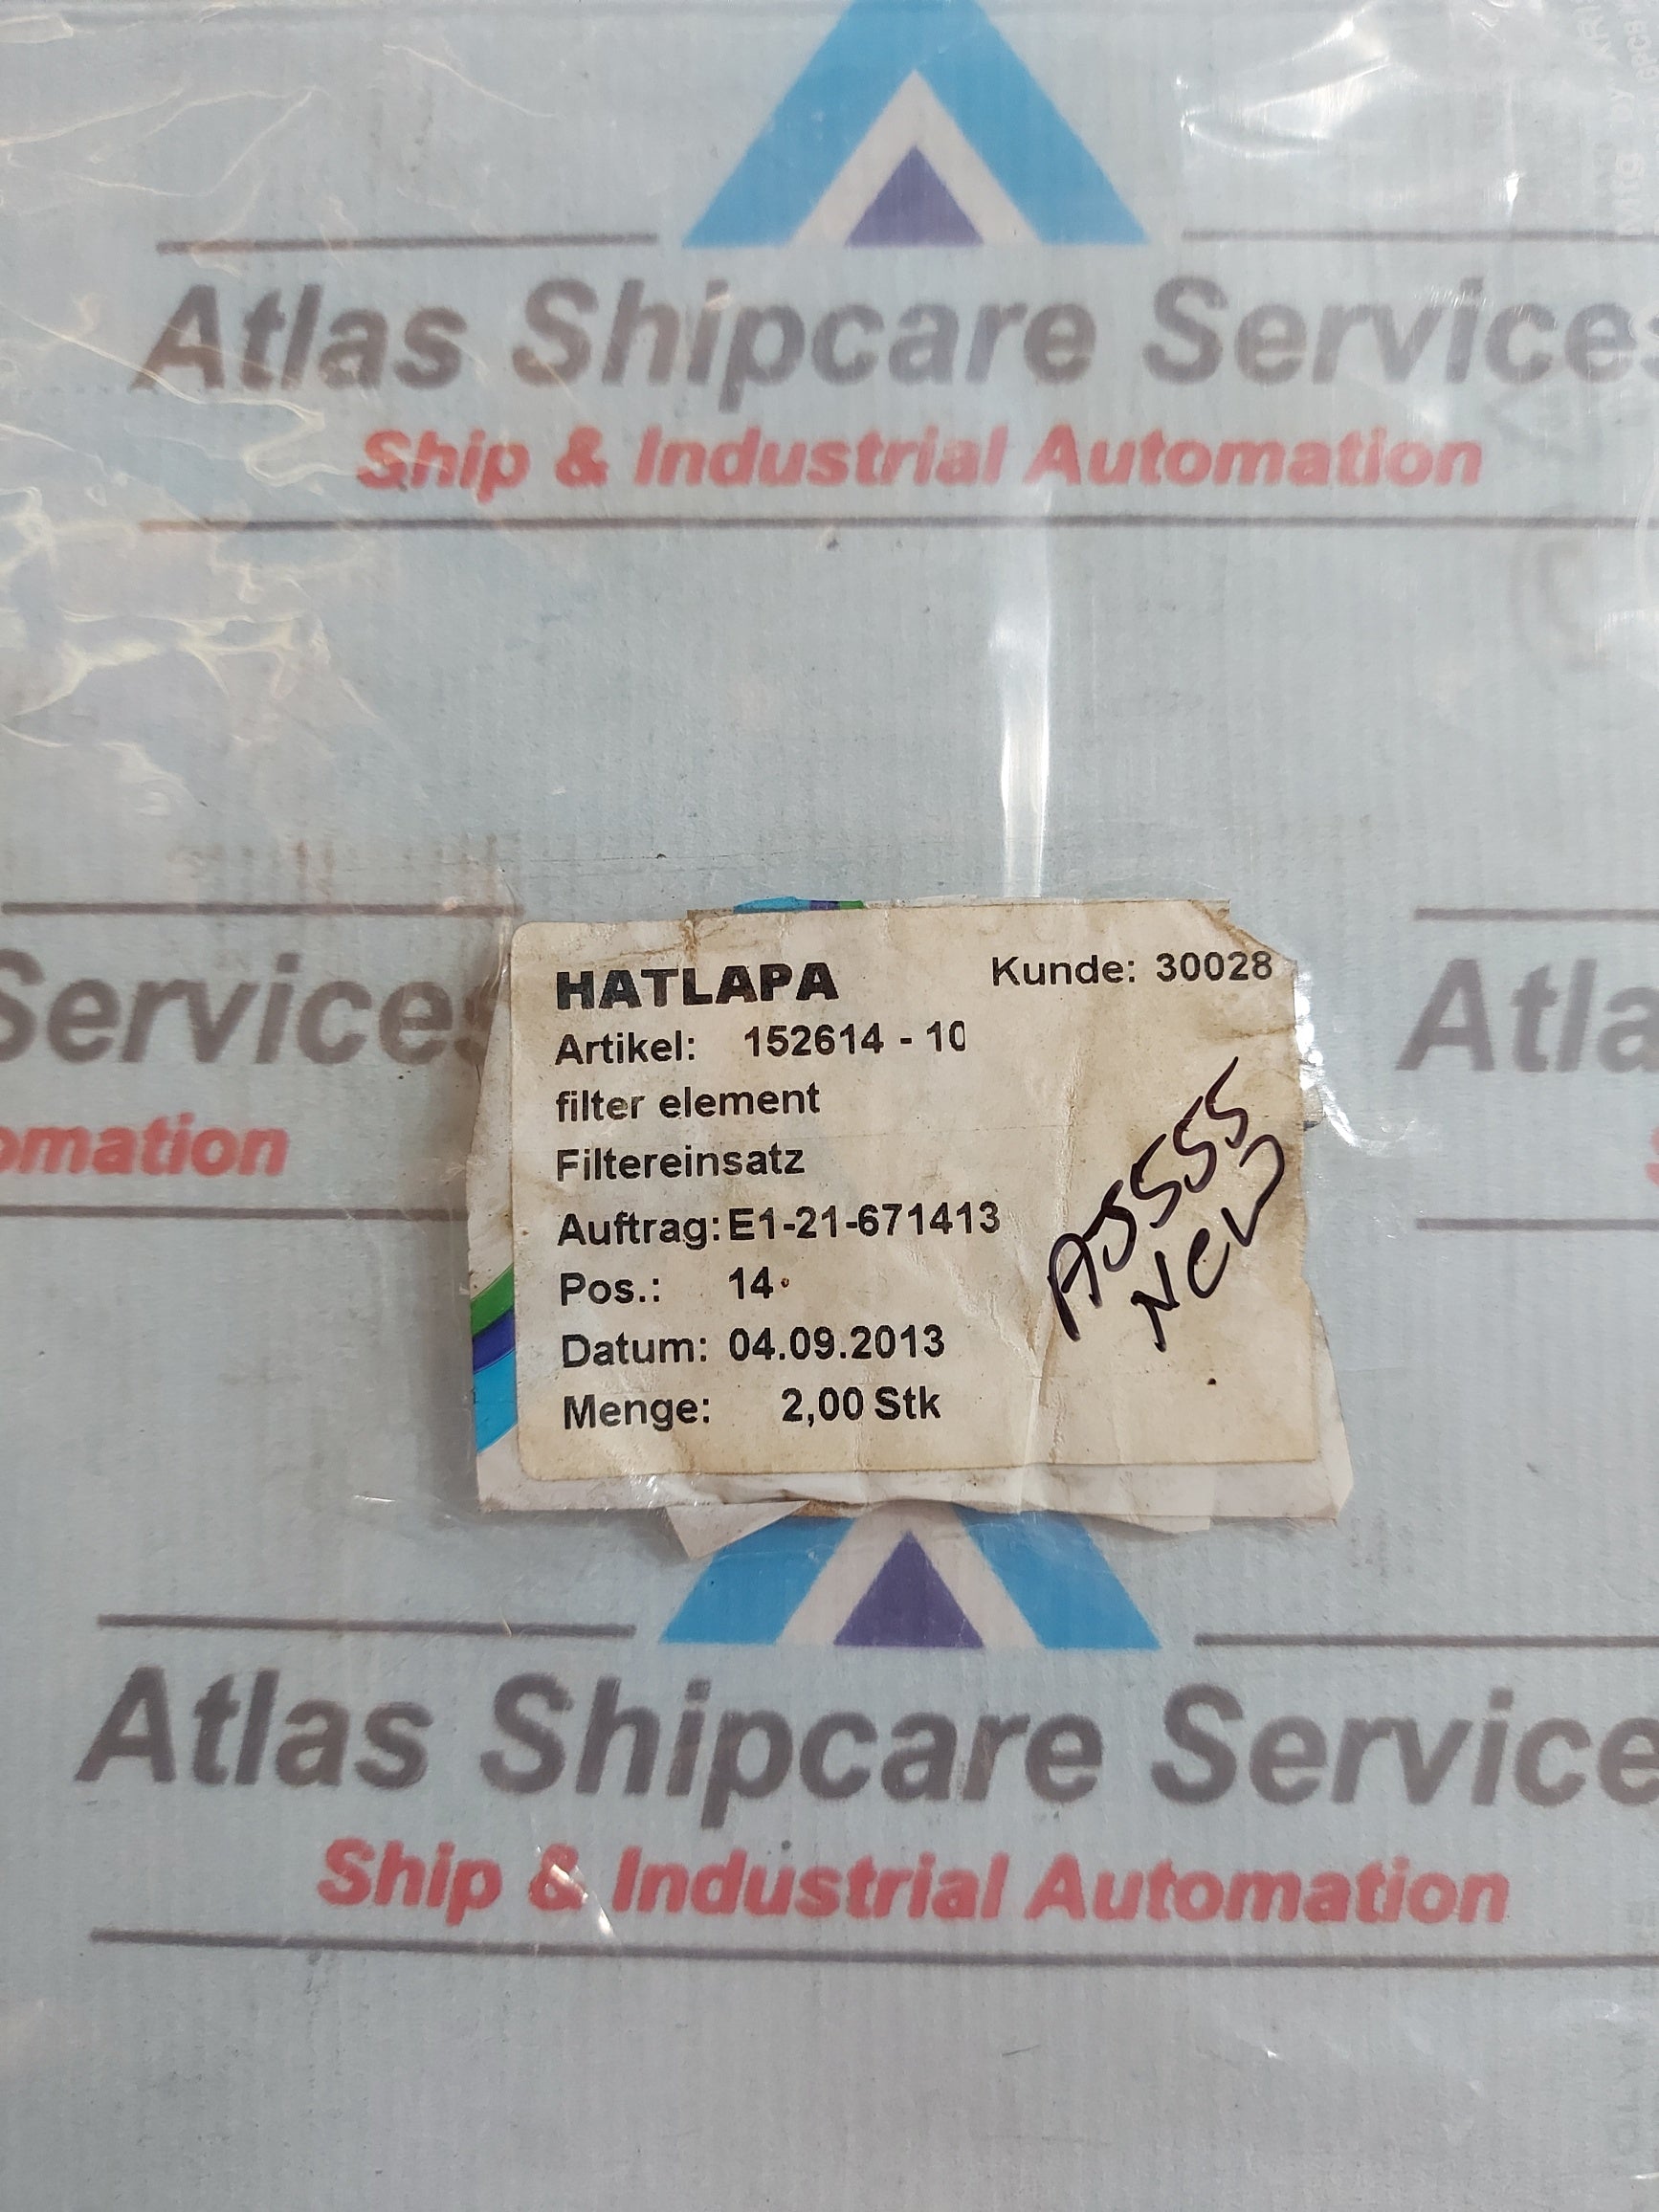 Atlas Shipcare Services
Ship & Industrial Automation
Services
omation
Atla
HATLAPA
Kunde: 30028
Artikel: 152614 - 10
filter element
Filtereinsatz
Auftrag: E1-21-671413
Pos.: 14
Datum: 04.09.2013
Menge: 2,00 Stk
A5555
NEW
Atlas Shipcare Service
Ship & Industrial Automation